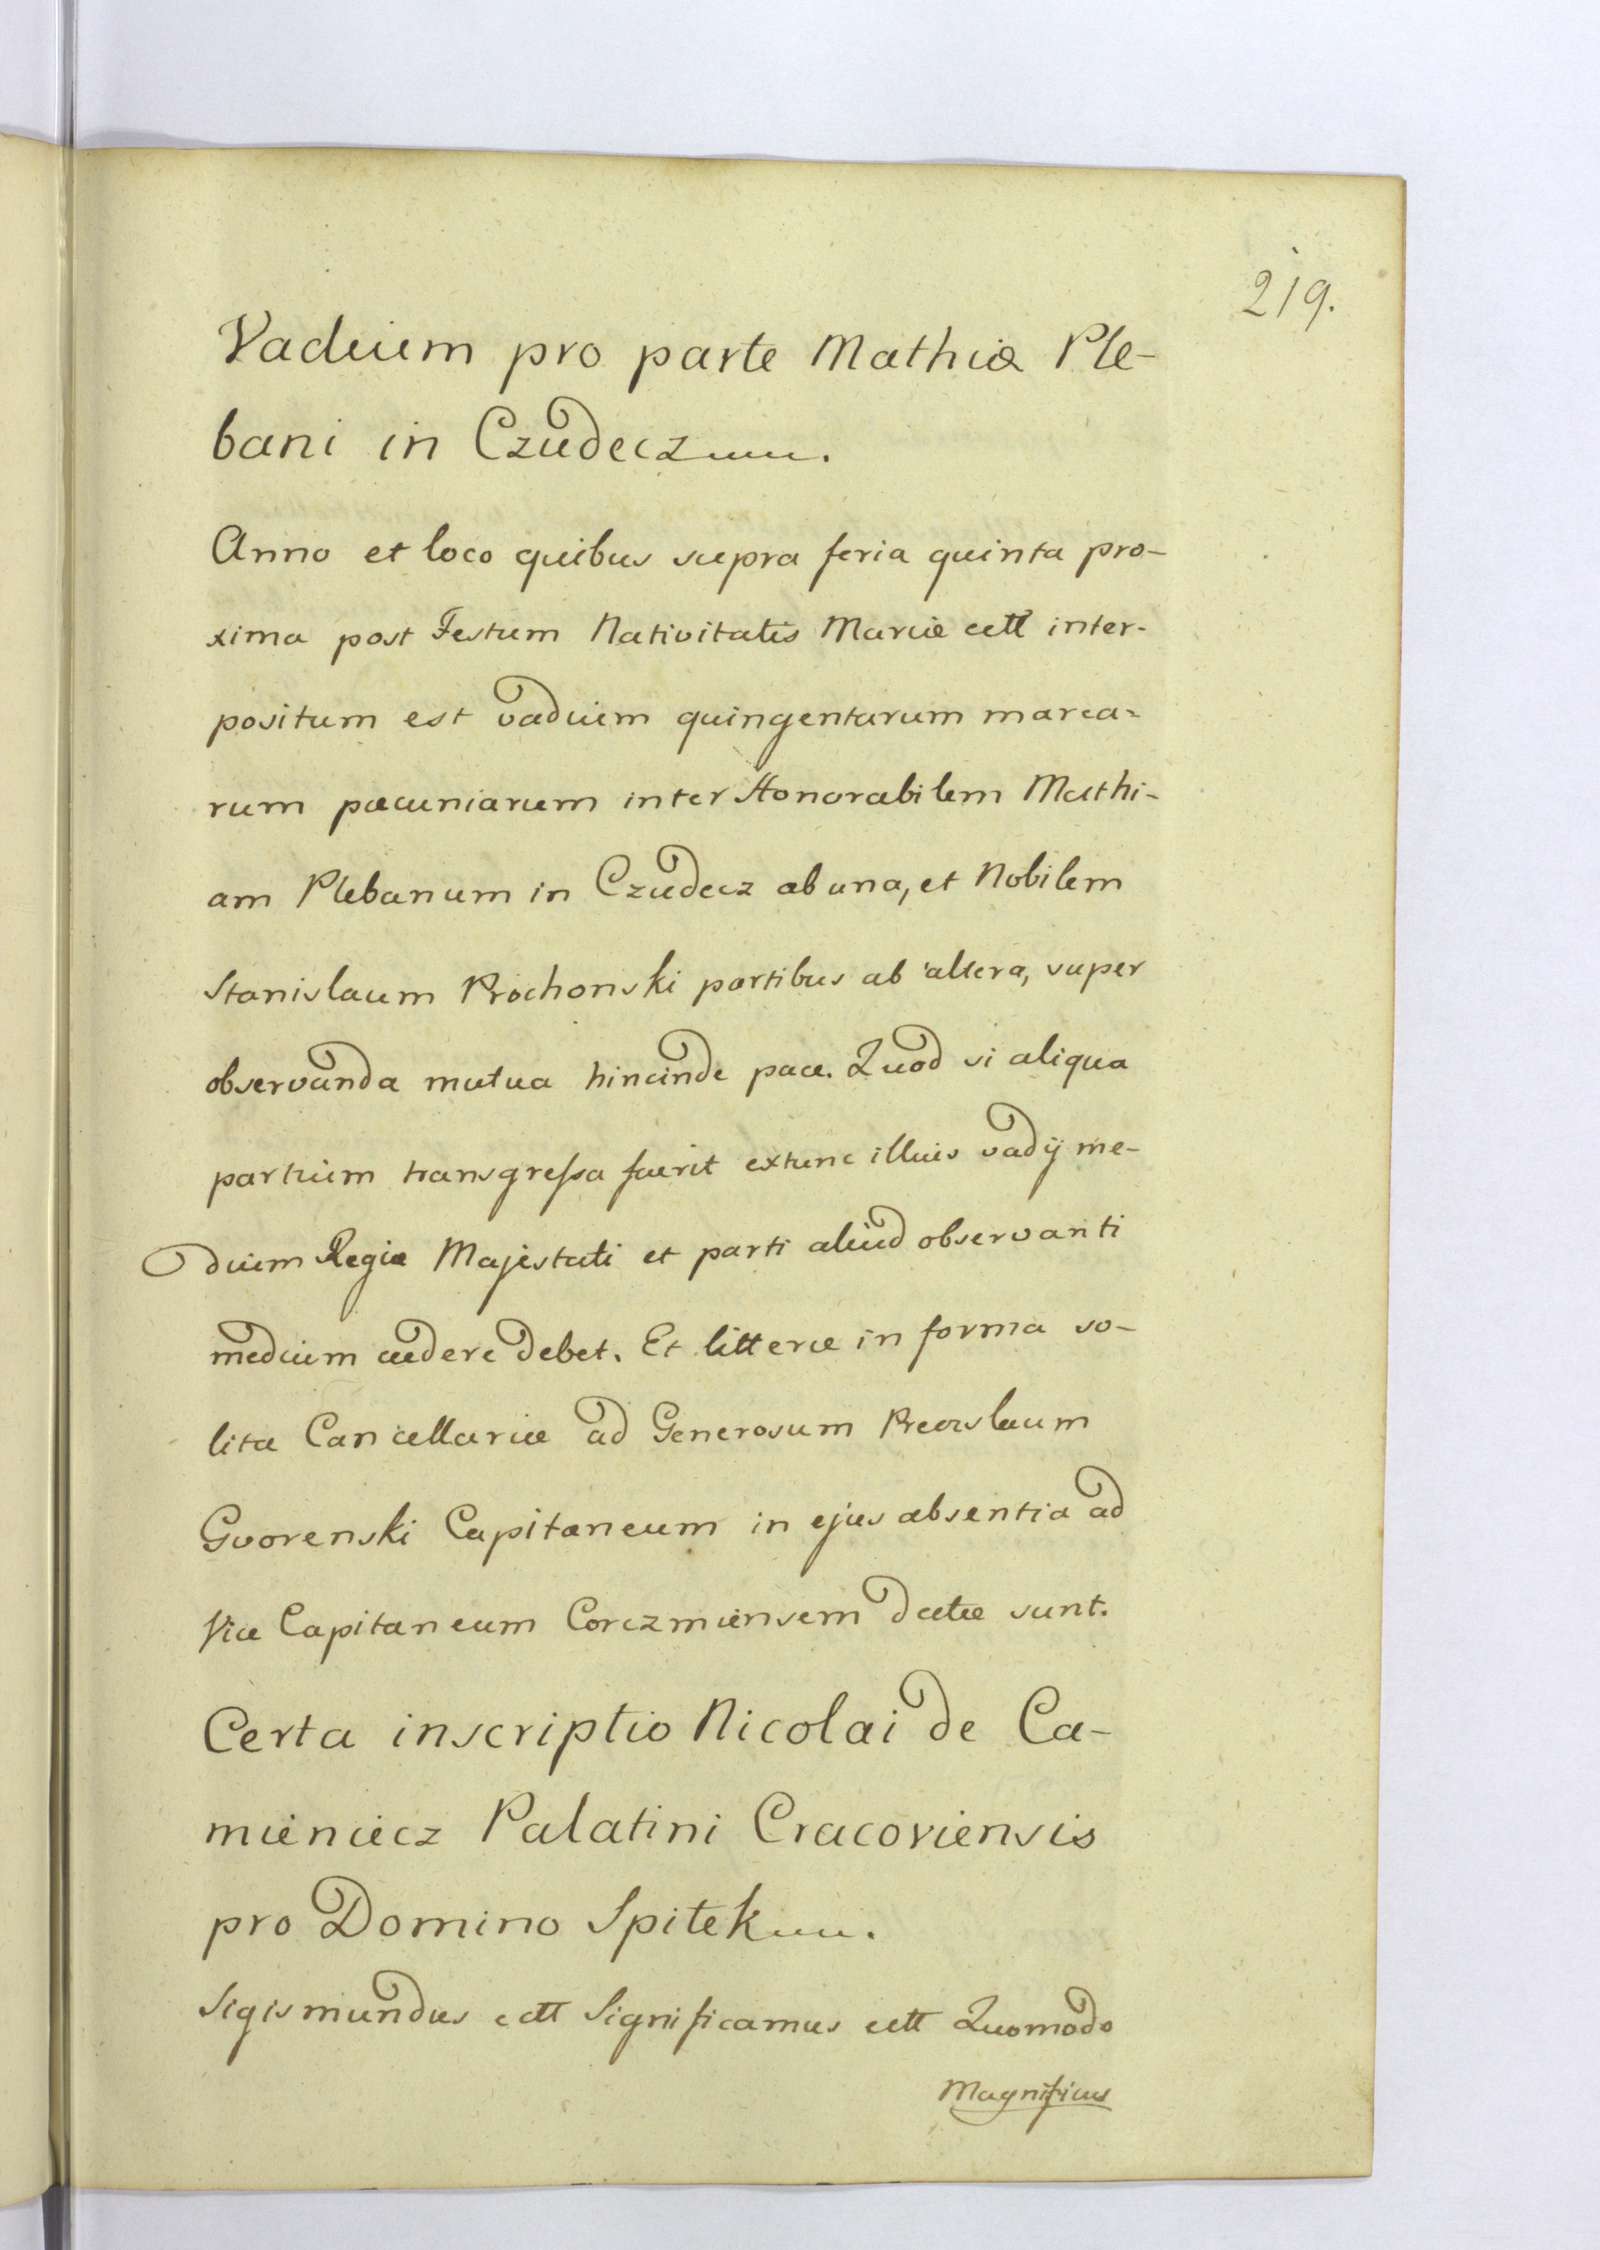 219.
Vadium pro parte Mathiæ Ple-
bani in Czudecz.
Anno et loco quibus supra feria quinta pro-
xima post Festum Nativitatis Mariæ cett inter-
positum est vadium quingentarum marca-
rum pæcuniarum inter Honorabilem Mathi-
am Plebanum in Czudecz ab una, et Nobilem
Stanislaum Prochonski partibus ab altera, super
observanda mutua hincinde pace. Quod si aliqua
partium transgressa fuerit extunc illius vadij me-
dium Regiæ Majestati et parti aliud observanti
medium cedere debet. Et litteræ in forma so-
lita Cancellariæ ad Generosum Preczslaum
Gvorenski Capitaneum in ejus absentia ad
Vice Capitaneum Corczmiensem datæ sunt.
Certa inscriptio Nicolai de Ca-
mieniecz Palatini Cracoviensis
pro Domino Spitek.
Sigismundus cett Significamus cett Quomodo
Magnificus